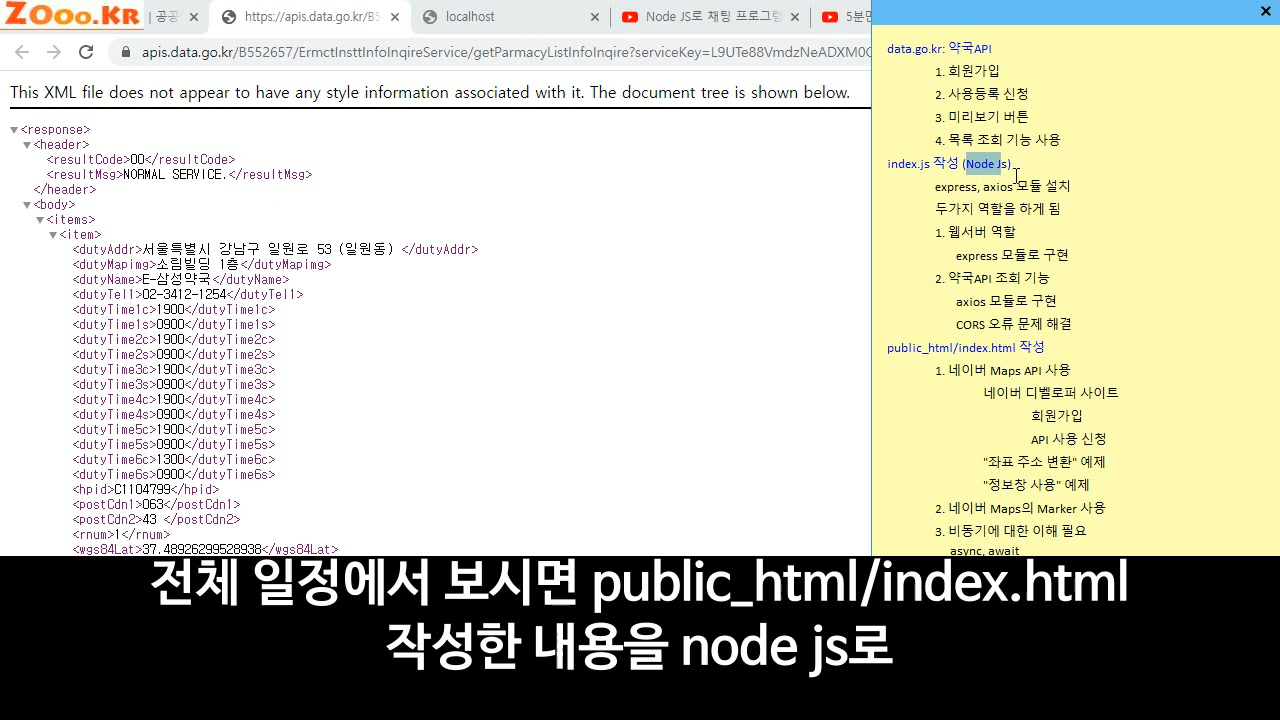 ZOoo.KR
| 공공
https://apis.data.go.kr/B5
localhost
Node JS로 채팅 프로그램
5분만
apis.data.go.kr/B552657/ErmctInsttInfoInqireService/getParmacyListInfoInqire?serviceKey=L9UTe88VmdzNeADXM0
This XML file does not appear to have any style information associated with it. The document tree is shown below.
<response>
<header>
<resultCode>00</resultCode>
<resultMsg>NORMAL SERVICE.</resultMsg>
</header>
<body>
<items>
<item>
<dutyAddr>서울특별시 강남구 일원로 53 (일원동) </dutyAddr>
<dutyMapimg>소림빌딩 1층</dutyMapimg>
<dutyName>E-삼성약국</dutyName>
<dutyTel1>02-3412-1254</dutyTel1>
<dutyTime1c>1900</dutyTime1c>
<dutyTime1s>0900</dutyTime1s>
<dutyTime2c>1900</dutyTime2c>
<dutyTime2s>0900</dutyTime2s>
<dutyTime3c>1900</dutyTime3c>
<dutyTime3s>0900</dutyTime3s>
<dutyTime4c>1900</dutyTime4c>
<dutyTime4s>0900</dutyTime4s>
<dutyTime5c>1900</dutyTime5c>
<dutyTime5s>0900</dutyTime5s>
<dutyTime6c>1300</dutyTime6c>
<dutyTime6s>0900</dutyTime6s>
<hpid>C1104799</hpid>
<postCdn1>063</postCdn1>
<postCdn2>43 </postCdn2>
<rnum>1</rnum>
<wgs84Lat>37.48926299528938</wgs84Lat>
data.go.kr: 약국API
1. 회원가입
2. 사용등록 신청
3. 미리보기 버튼
4. 목록 조회 기능 사용
index.js 작성 (Node Js)
express, axios 모듈 설치
두가지 역할을 하게 됨
1. 웹서버 역할
express 모듈로 구현
2. 약국API 조회 기능
axios 모듈로 구현
CORS 오류 문제 해결
public_html/index.html 작성
1. 네이버 Maps API 사용
네이버 디벨로퍼 사이트
회원가입
API 사용 신청
"좌표 주소 변환" 예제
"정보창 사용" 예제
2. 네이버 Maps의 Marker 사용
3. 비동기에 대한 이해 필요
async, await
전체 일정에서 보시면 public_html/index.html
작성한 내용을 node js로